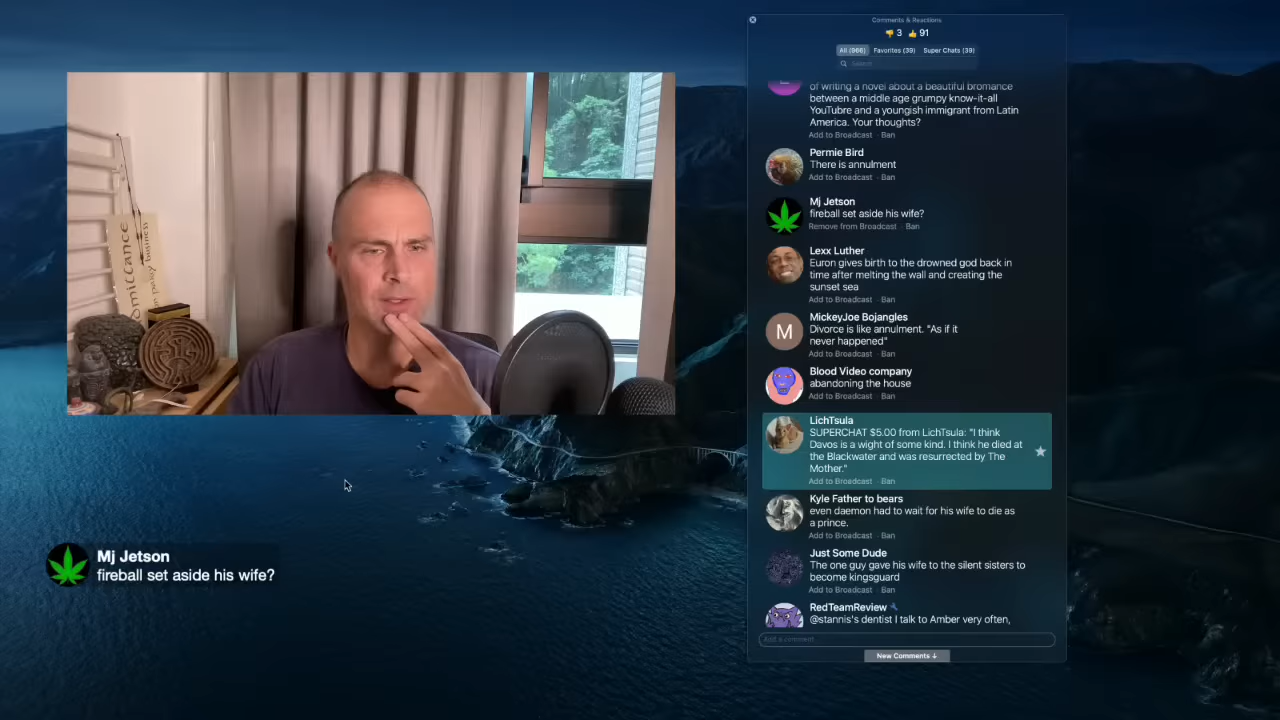 Comments & Reactions
👎 3 👍 91
All (966) Favorites (39) Super Chats (39)
Search
of writing a novel about a beautiful bromance
between a middle age grumpy know-it-all
YouTubre and a youngish immigrant from Latin
America. Your thoughts?
Add to Broadcast · Ban
Permie Bird
There is annulment
Add to Broadcast · Ban
Mj Jetson
fireball set aside his wife?
Remove from Broadcast · Ban
Lexx Luther
Euron gives birth to the drowned god back in
time after melting the wall and creating the
sunset sea
Add to Broadcast · Ban
M
MickeyJoe Bojangles
Divorce is like annulment. "As if it
never happened"
Add to Broadcast · Ban
Blood Video company
abandoning the house
Add to Broadcast · Ban
LichTsula
SUPERCHAT $5.00 from LichTsula: "I think
Davos is a wight of some kind. I think he died at
the Blackwater and was resurrected by The
Mother."
Add to Broadcast · Ban
Kyle Father to bears
even daemon had to wait for his wife to die as
a prince.
Add to Broadcast · Ban
Just Some Dude
The one guy gave his wife to the silent sisters to
become kingsguard
Add to Broadcast · Ban
RedTeamReview
@stannis's dentist I talk to Amber very often,
Add a comment
New Comments ↓
Mj Jetson
fireball set aside his wife?